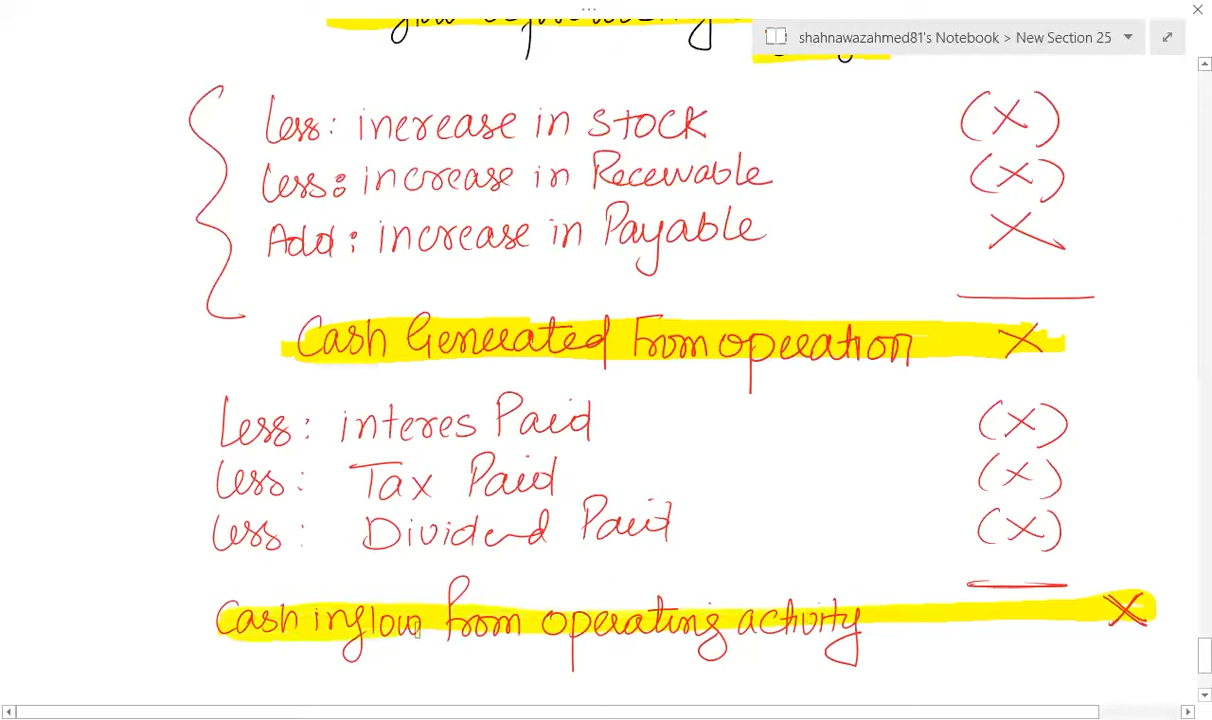 shahnawazahmed81's Notebook > New Section 25
Less: increase in STOCK (X)
Less: increase in Receivable (X)
Add: increase in Payable X
Cash Generated From operation X
Less: interes Paid (X)
Less: Tax Paid (X)
Less: Dividend Paid (X)
Cash inflow from operating activity X